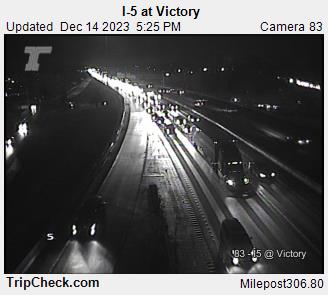 I-5 at Victory
Updated Dec 14 2023 5:25 PM Camera 83
T
S
83 -I5 @ Victory
TripCheck.com Milepost306.80